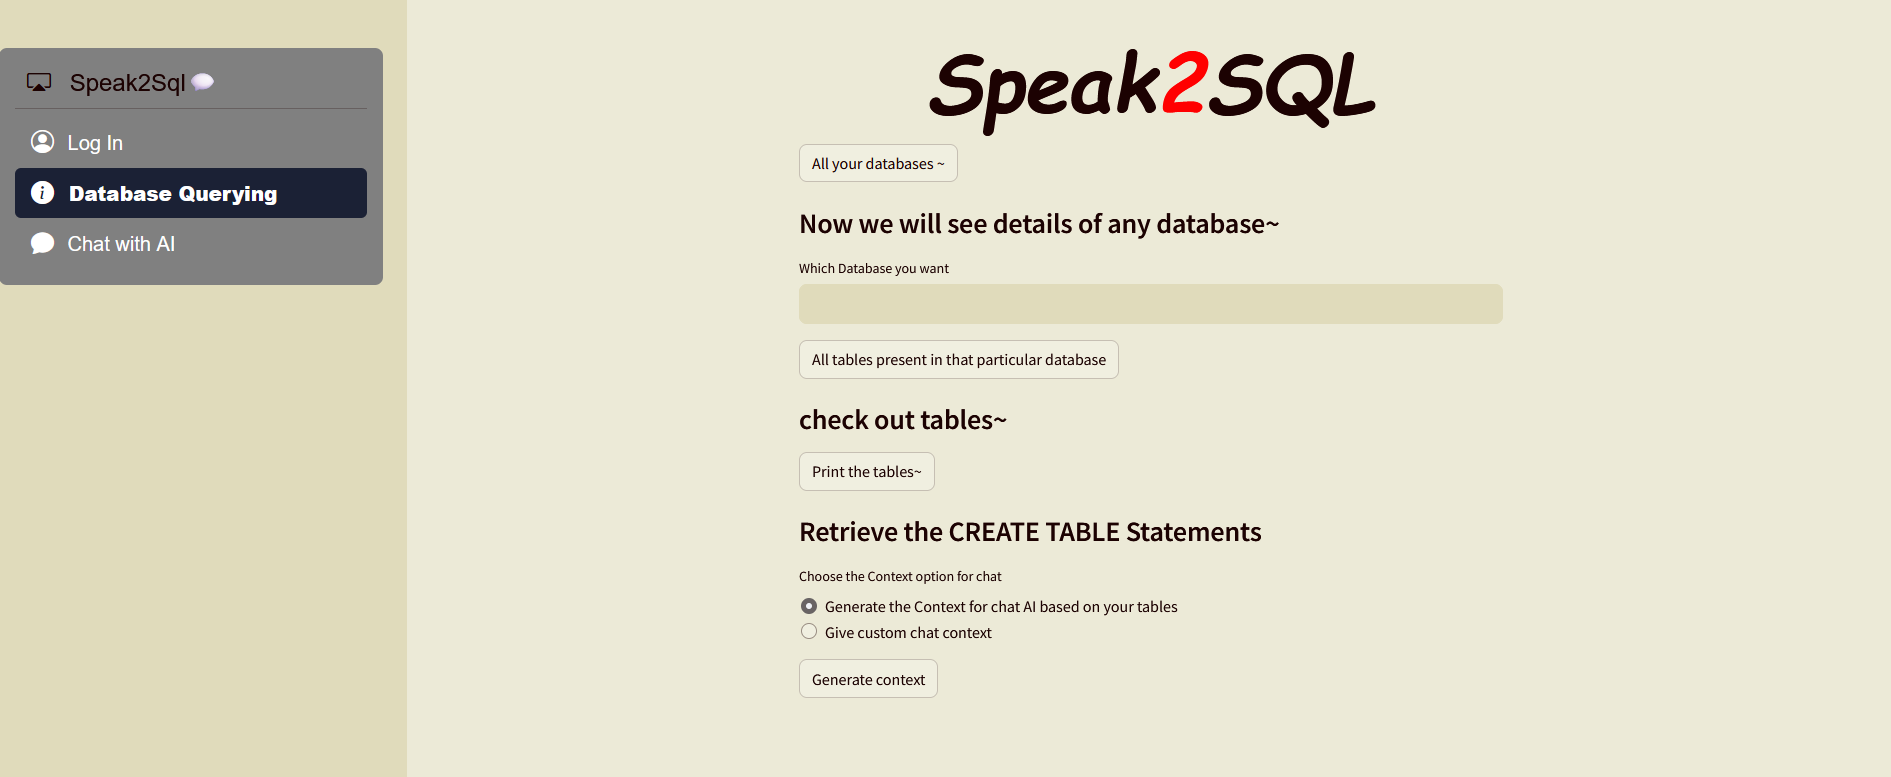 Speak2Sql
Log In
Database Querying
Chat with AI
Speak2SQL
All your databases ~
Now we will see details of any database~
Which Database you want
All tables present in that particular database
check out tables~
Print the tables~
Retrieve the CREATE TABLE Statements
Choose the Context option for chat
Generate the Context for chat AI based on your tables
Give custom chat context
Generate context